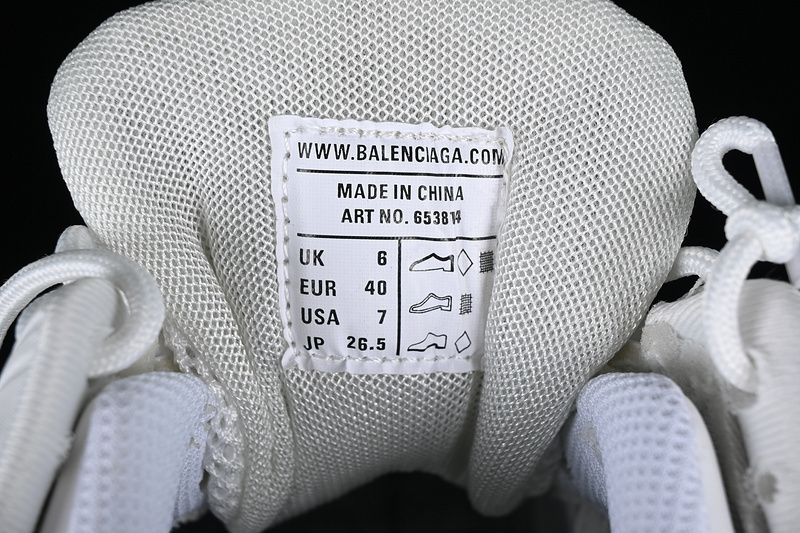 WWW.BALENCIAGA.COM
MADE IN CHINA
ART NO. 653814
UK 6
EUR 40
USA 7
JP 26.5